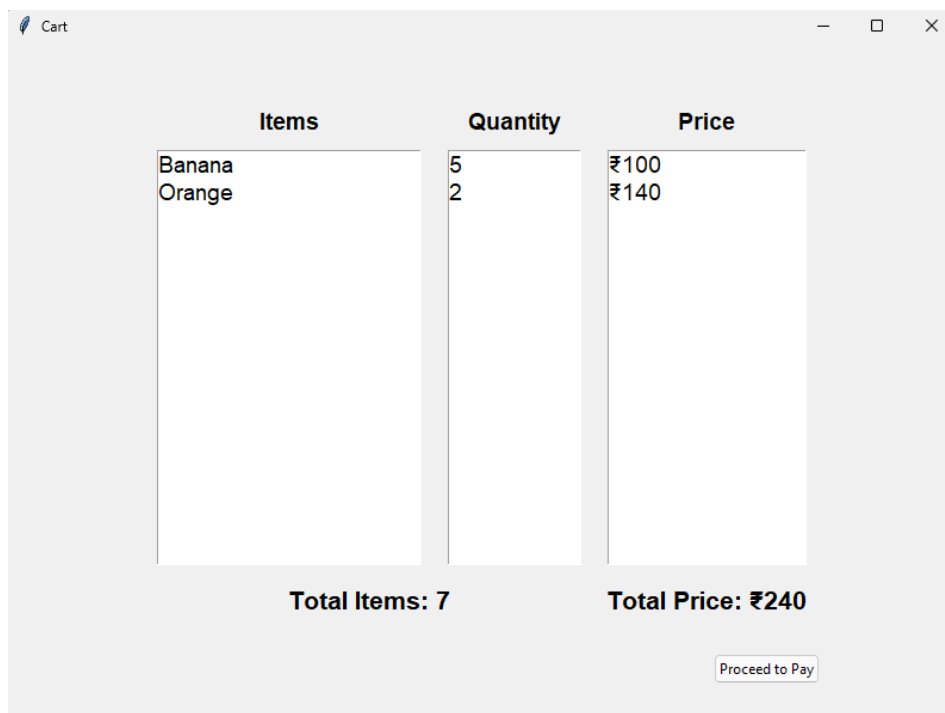 Cart
Items Quantity Price
Banana 5 ₹100
Orange 2 ₹140
Total Items: 7 Total Price: ₹240
Proceed to Pay